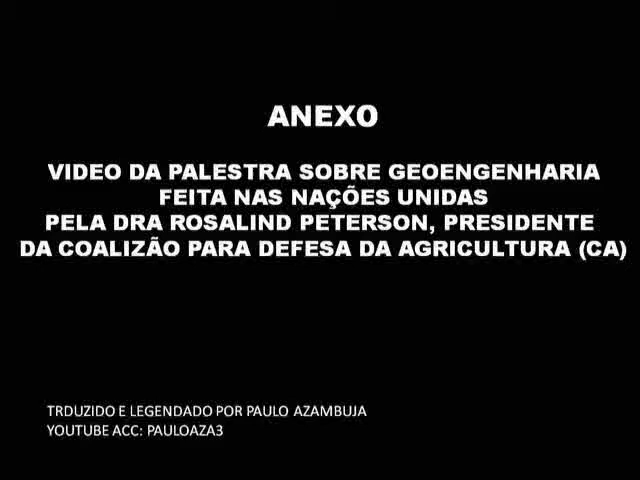 ANEXO
VIDEO DA PALESTRA SOBRE GEOENGENHARIA
FEITA NAS NAÇÕES UNIDAS
PELA DRA ROSALIND PETERSON, PRESIDENTE
DA COALIZÃO PARA DEFESA DA AGRICULTURA (CA)
TRDUZIDO E LEGENDADO POR PAULO AZAMBUJA
YOUTUBE ACC: PAULOAZA3